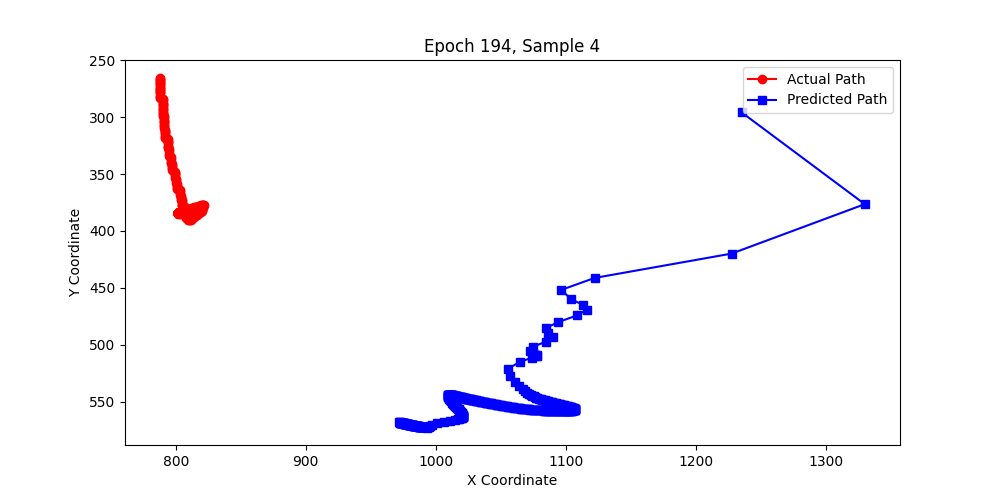 Epoch 194, Sample 4
Actual Path
Predicted Path
Y Coordinate
250
300
350
400
450
500
550
800
900
1000
1100
1200
1300
X Coordinate